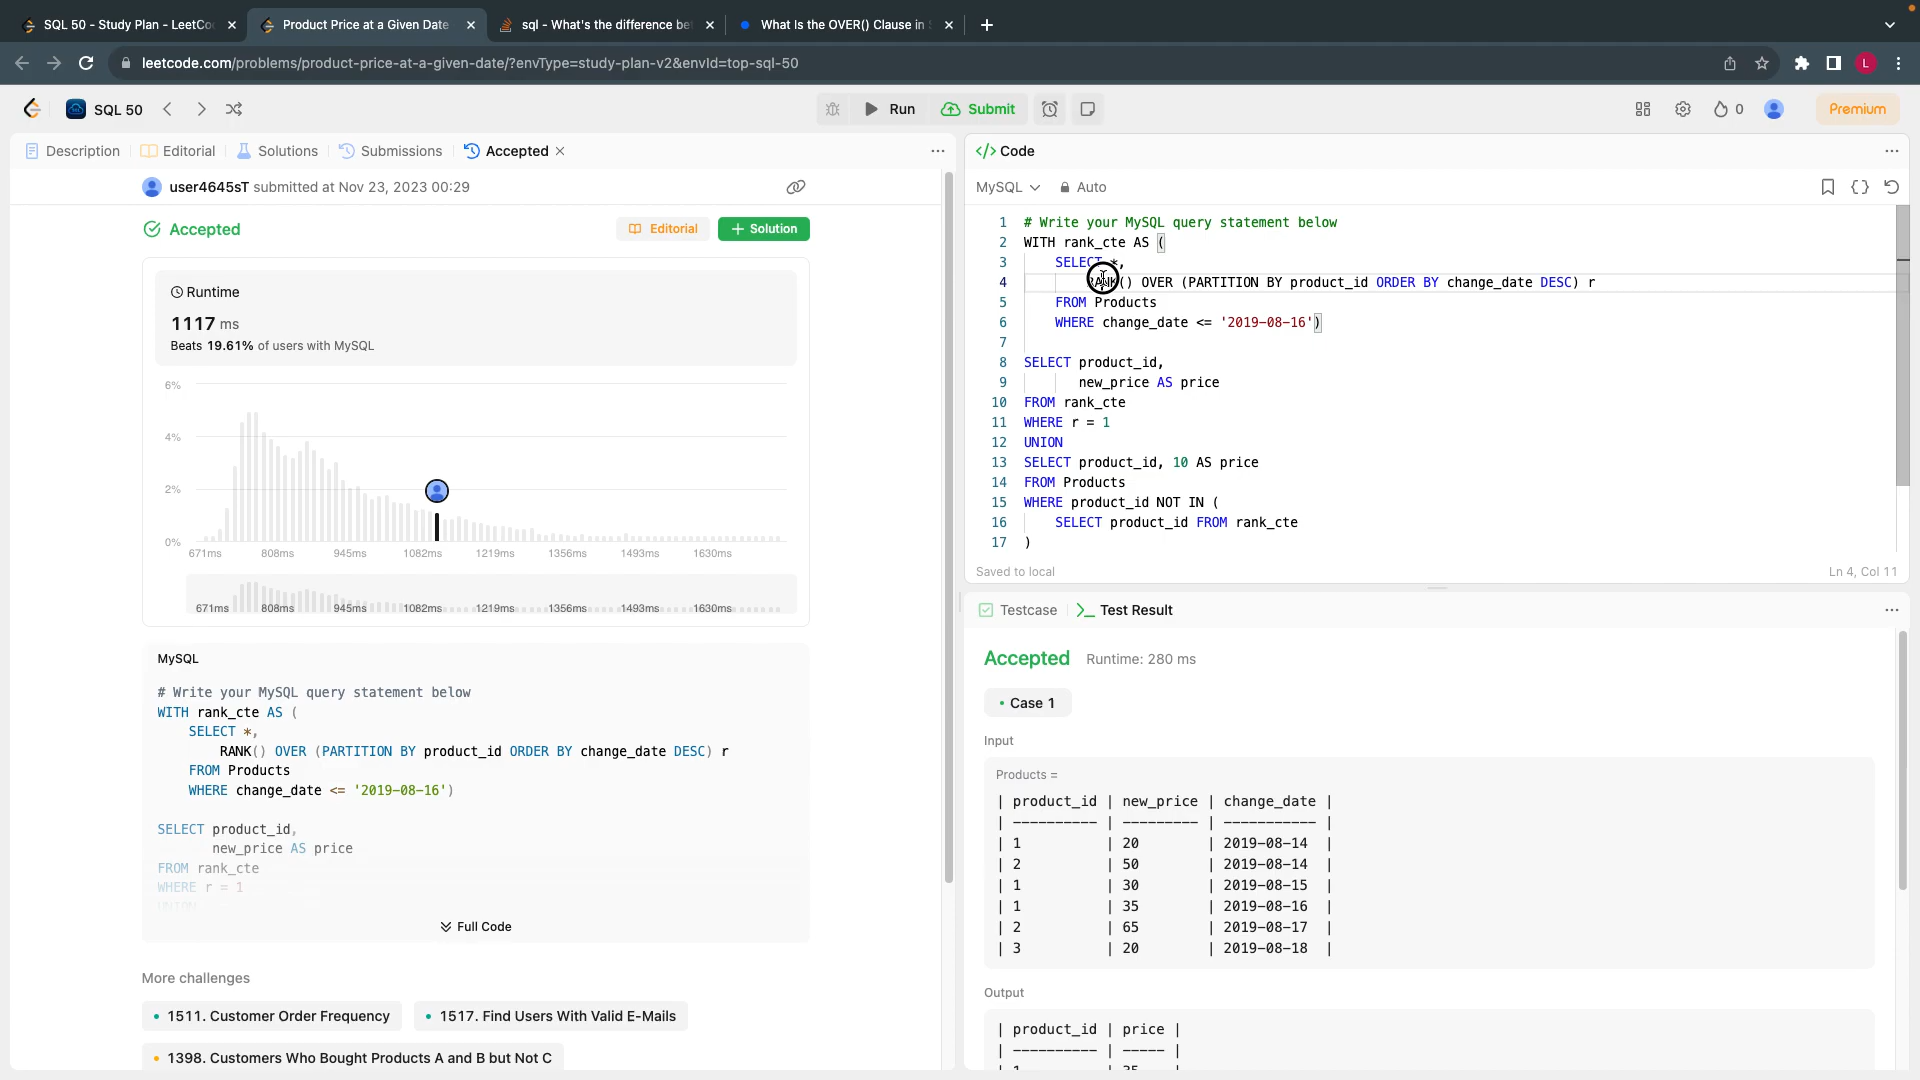 SQL 50 - Study Plan - LeetCo
Product Price at a Given Date
sql - What's the difference be
What Is the OVER() Clause in
leetcode.com/problems/product-price-at-a-given-date/?envType=study-plan-v2&envId=top-sql-50
L
SQL 50
Run
Submit
0
Premium
Description
Editorial
Solutions
Submissions
Accepted
user4645sT submitted at Nov 23, 2023 00:29
Accepted
Editorial
Solution
Runtime
1117 ms
Beats 19.61% of users with MySQL
6%
4%
2%
0%
671ms 808ms 945ms 1082ms 1219ms 1356ms 1493ms 1630ms
671ms 808ms 945ms 1082ms 1219ms 1356ms 1493ms 1630ms
MySQL
# Write your MySQL query statement below
WITH rank_cte AS (
SELECT *,
RANK() OVER (PARTITION BY product_id ORDER BY change_date DESC) r
FROM Products
WHERE change_date <= '2019-08-16')
SELECT product_id,
new_price AS price
FROM rank_cte
WHERE r = 1
UNION
Full Code
More challenges
1511. Customer Order Frequency
1517. Find Users With Valid E-Mails
1398. Customers Who Bought Products A and B but Not C
</> Code
MySQL
Auto
1 # Write your MySQL query statement below
2 WITH rank_cte AS (
3 SELECT *,
4 RANK() OVER (PARTITION BY product_id ORDER BY change_date DESC) r
5 FROM Products
6 WHERE change_date <= '2019-08-16')
7
8 SELECT product_id,
9 new_price AS price
10 FROM rank_cte
11 WHERE r = 1
12 UNION
13 SELECT product_id, 10 AS price
14 FROM Products
15 WHERE product_id NOT IN (
16 SELECT product_id FROM rank_cte
17 )
Saved to local
Ln 4, Col 11
Testcase
Test Result
Accepted
Runtime: 280 ms
Case 1
Input
Products =
| product_id | new_price | change_date |
| ---------- | --------- | ----------- |
| 1 | 20 | 2019-08-14 |
| 2 | 50 | 2019-08-14 |
| 1 | 30 | 2019-08-15 |
| 1 | 35 | 2019-08-16 |
| 2 | 65 | 2019-08-17 |
| 3 | 20 | 2019-08-18 |
Output
| product_id | price |
| ---------- | ----- |
| 1 | 35 |